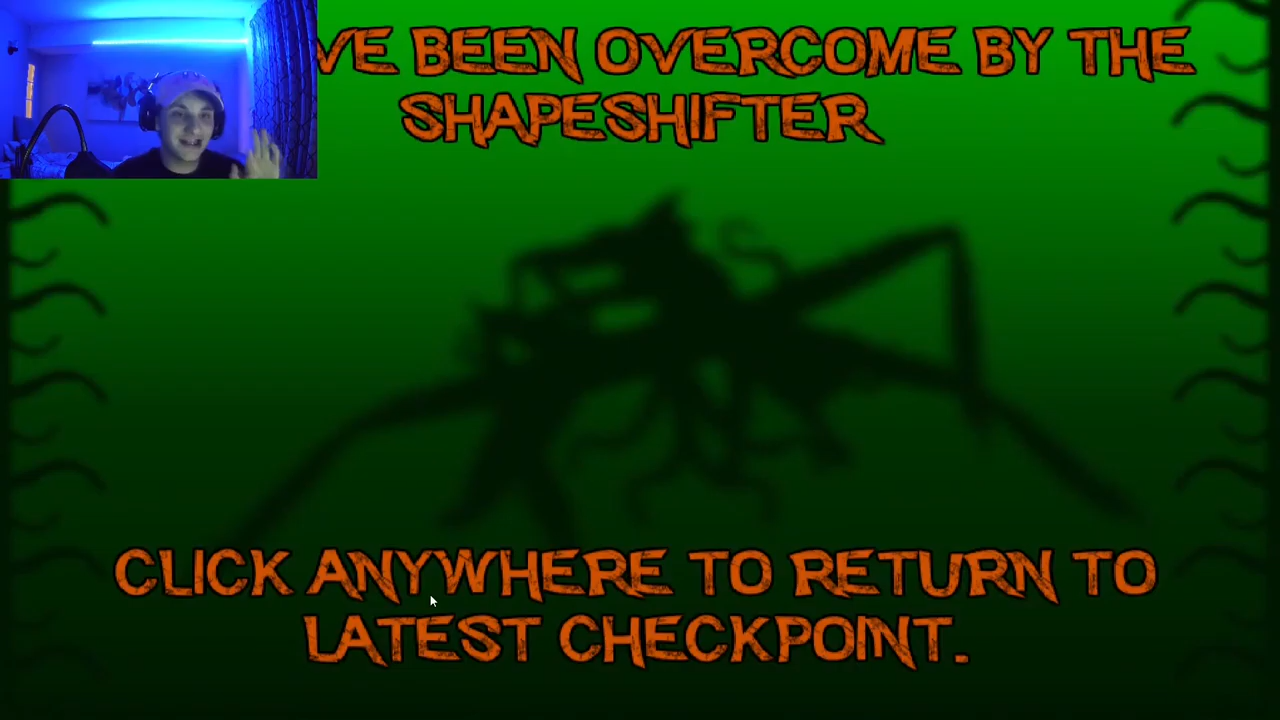 VE BEEN OVERCOME BY THE
SHAPESHIFTER
CLICK ANYWHERE TO RETURN TO
LATEST CHECKPOINT.